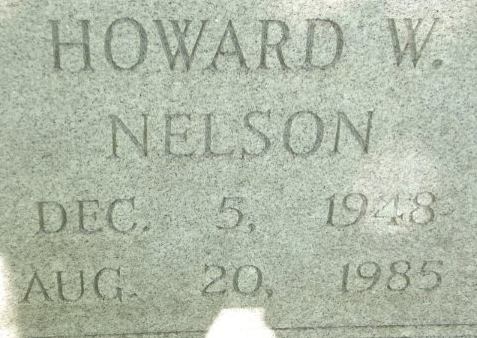 HOWARD W.
NELSON
DEC. 5, 1948
AUG. 20, 1985